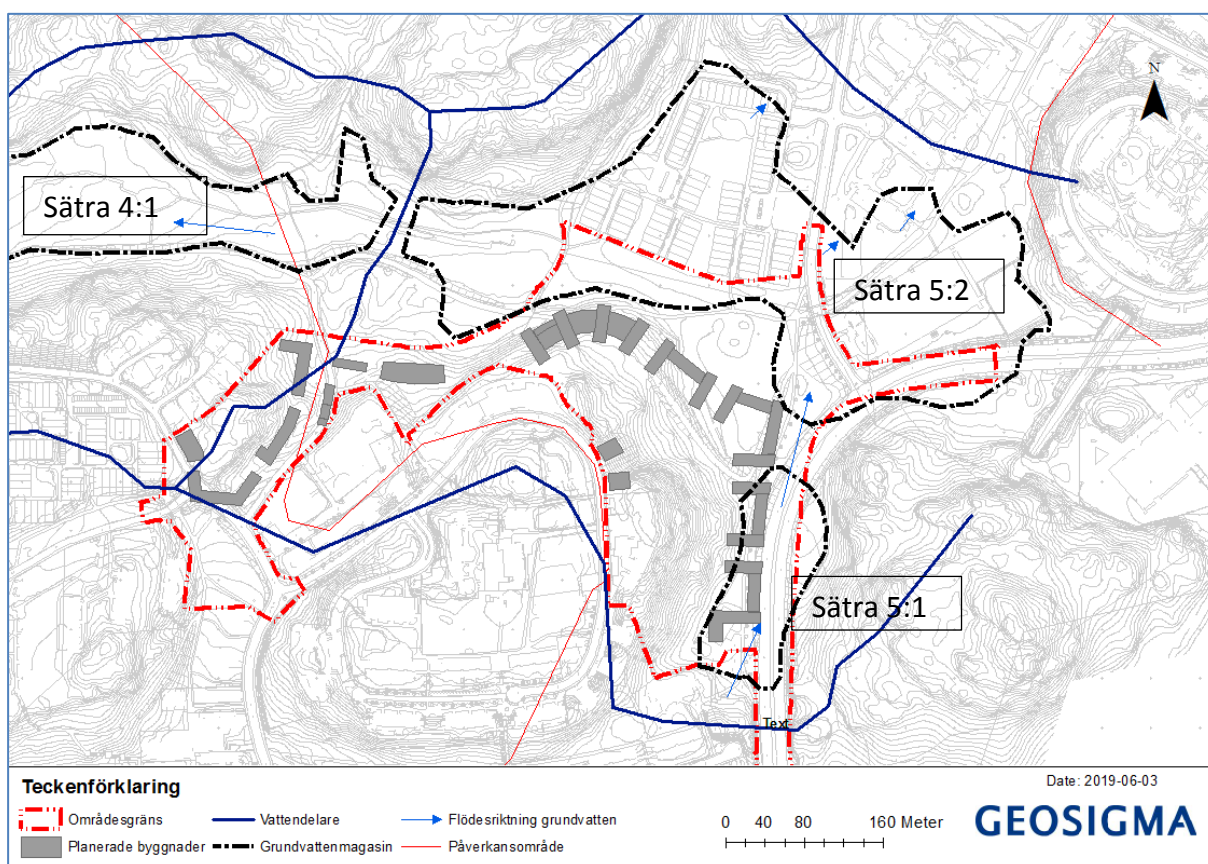 N
Sätra 4:1
Sätra 5:2
Sätra 5:1
Text
Teckenförklaring
Områdesgräns
Vattendelare
Flödesriktning grundvatten
Planerade byggnader
Grundvattenmagasin
Påverkansområde
0 40 80 160 Meter
Date: 2019-06-03
GEOSIGMA